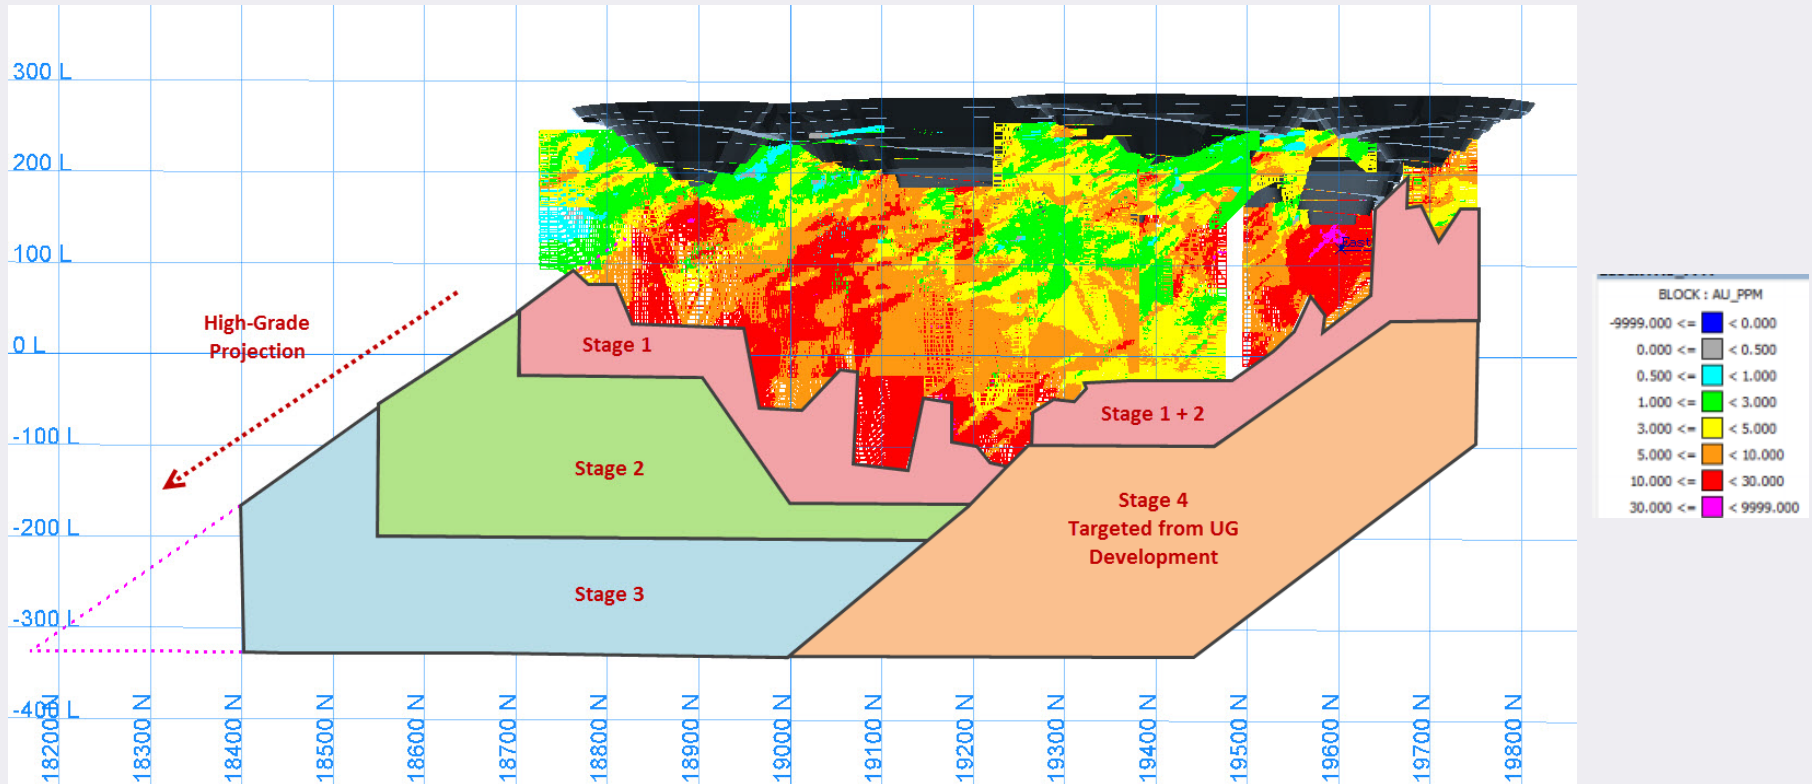 300 L
200 L
100 L
0 L
-100 L
-200 L
-300 L
-400 L
High-Grade
Projection
Stage 1
Stage 1 + 2
Stage 2
Stage 3
Stage 4
Targeted from UG
Development
18200 N
18300 N
18400 N
18500 N
18600 N
18700 N
18800 N
18900 N
19000 N
19100 N
19200 N
19300 N
19400 N
19500 N
19600 N
19700 N
19800 N
BLOCK : AU_PPM
-9999.000 <= < 0.000
0.000 <= < 0.500
0.500 <= < 1.000
1.000 <= < 3.000
3.000 <= < 5.000
5.000 <= < 10.000
10.000 <= < 30.000
30.000 <= < 9999.000